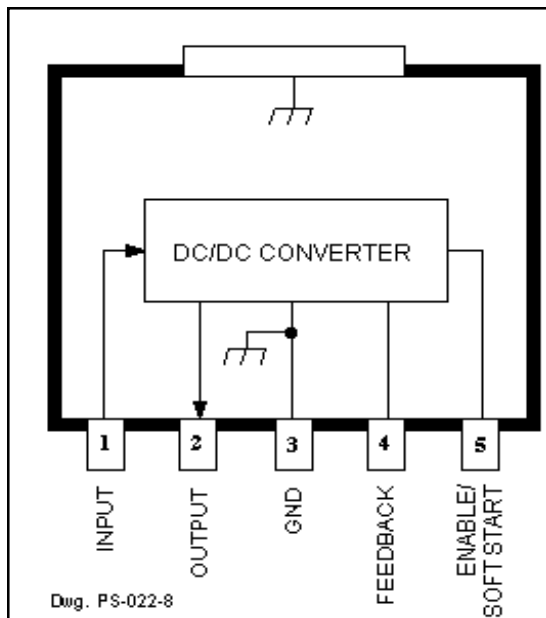 DC/DC CONVERTER
1
2
3
4
5
INPUT
OUTPUT
GND
FEEDBACK
ENABLE/
SOFT START
Dwg. PS-022-8